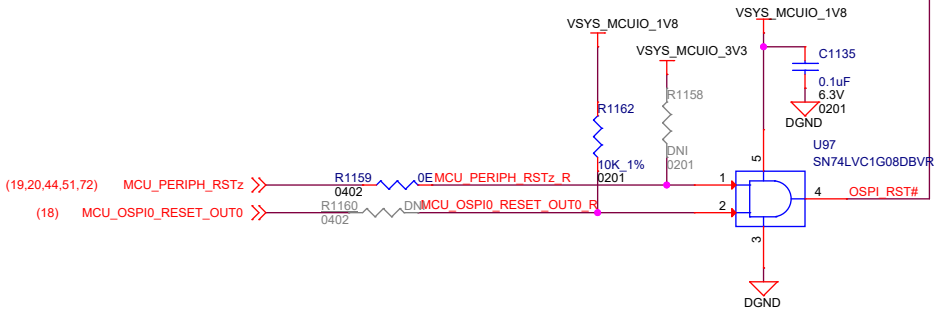 VSYS_MCUIO_1V8
VSYS_MCUIO_1V8
VSYS_MCUIO_3V3
C1135
0.1uF
6.3V
0201
DGND
R1158
R1162
DNI
0201
10K_1%
0201
U97
SN74LVC1G08DBVR
5
(19,20,44,51,72) MCU_PERIPH_RSTz R1159 0E MCU_PERIPH_RSTz_R 1
0402
4 OSPI_RST#
(18) MCU_OSPI0_RESET_OUT0 R1160 DNI MCU_OSPI0_RESET_OUT0_R 2
0402
3
DGND